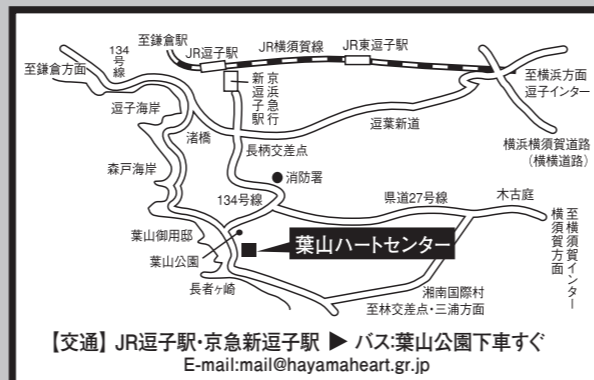 至鎌倉駅
134号線
JR逗子駅
JR横須賀線
JR東逗子駅
至鎌倉方面
京浜急行
新逗子駅
至横浜方面
逗子インター
逗子海岸
渚橋
逗葉新道
長柄交差点
横浜横須賀道路
(横横道路)
森戸海岸
消防署
134号線
県道27号線
木古庭
至横須賀インター
横須賀方面
葉山御用邸
葉山公園
葉山ハートセンター
長者ヶ崎
湘南国際村
至林交差点・三浦方面
【交通】JR逗子駅・京急新逗子駅 ▶ バス:葉山公園下車すぐ
E-mail:mail@hayamaheart.gr.jp